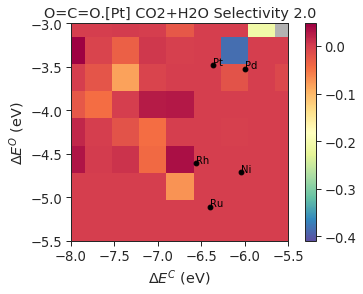 O=C=O.[Pt] CO2+H2O Selectivity 2.0
−3.0
−3.5
−4.0
−4.5
−5.0
−5.5
ΔE^O (eV)
Pt
Pd
Rh
Ni
Ru
−8.0 −7.5 −7.0 −6.5 −6.0 −5.5
ΔE^C (eV)
0.0
−0.1
−0.2
−0.3
−0.4